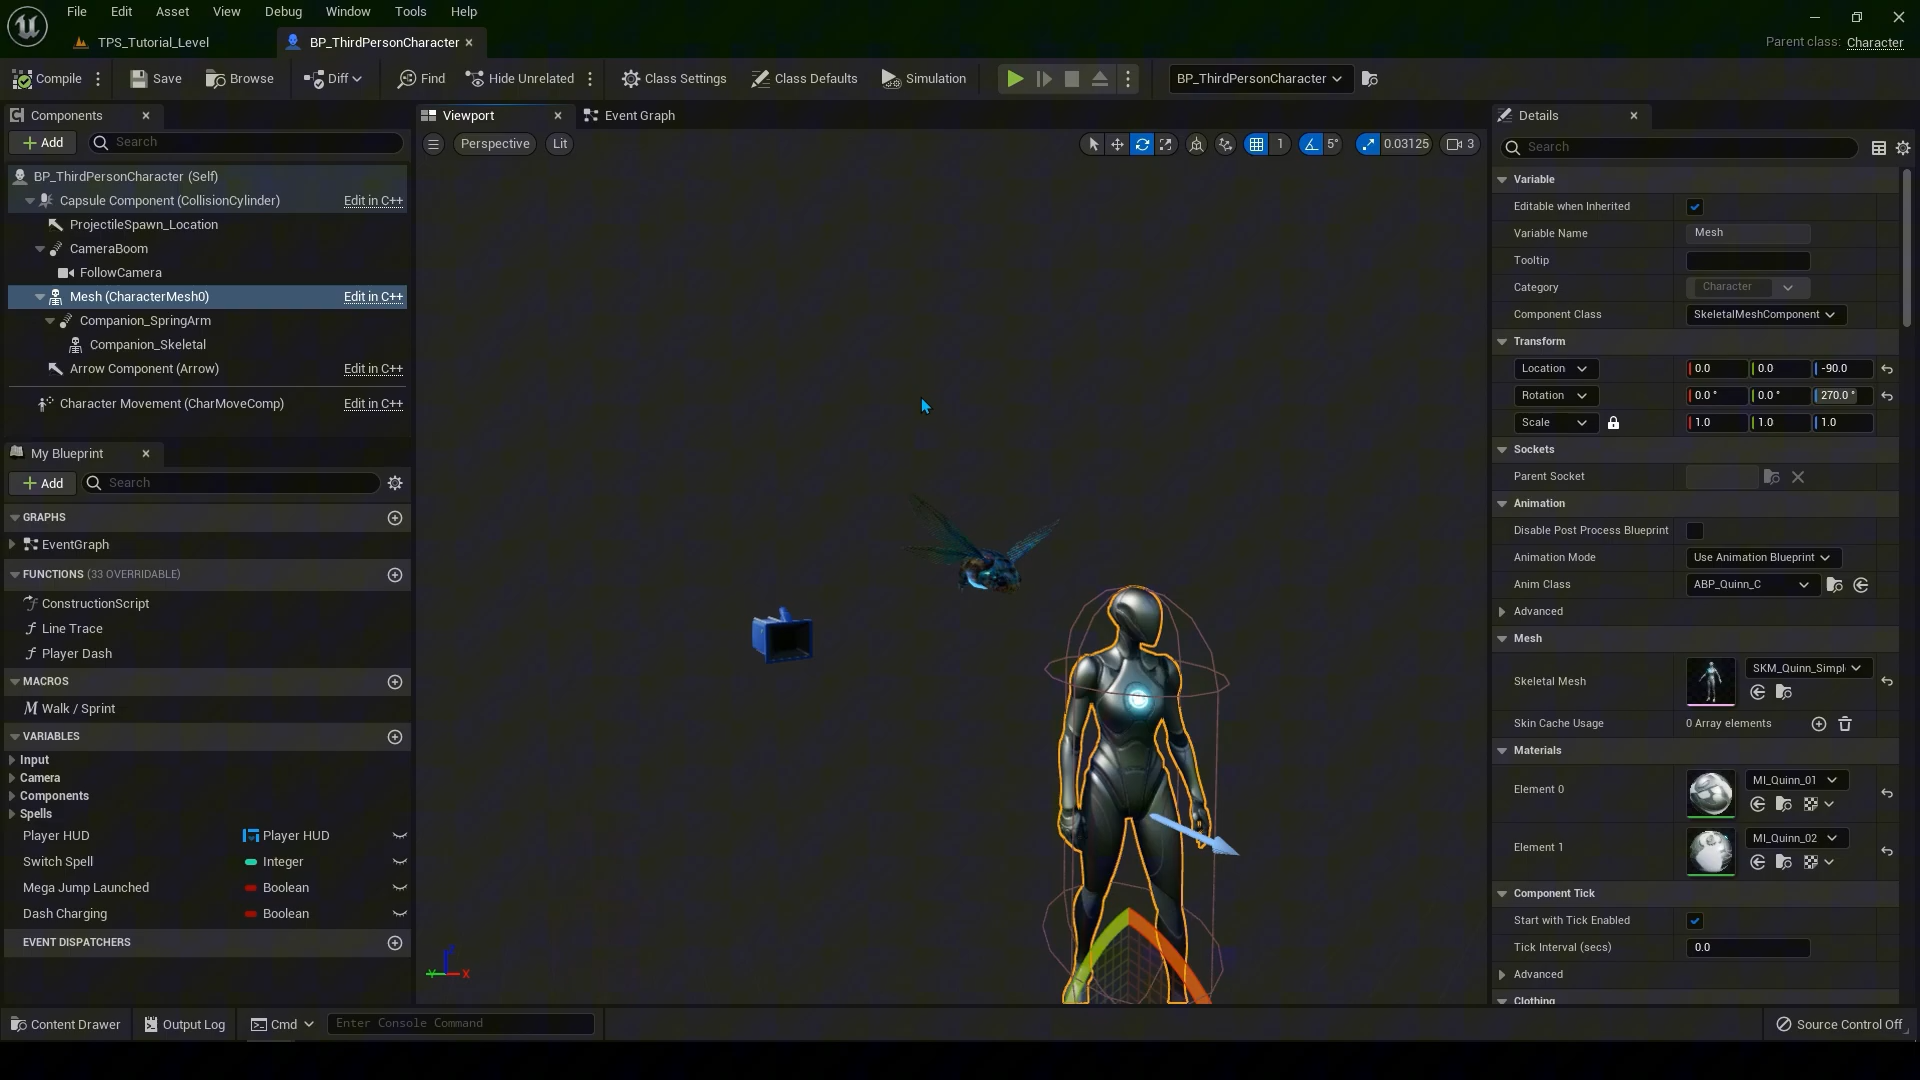 File Edit Asset View Debug Window Tools Help
TPS_Tutorial_Level
BP_ThirdPersonCharacter
Parent class: Character
Compile Save Browse Diff Find Hide Unrelated Class Settings Class Defaults Simulation BP_ThirdPersonCharacter
Components
Add Search
BP_ThirdPersonCharacter (Self)
Capsule Component (CollisionCylinder) Edit in C++
ProjectileSpawn_Location
CameraBoom
FollowCamera
Mesh (CharacterMesh0) Edit in C++
Companion_SpringArm
Companion_Skeletal
Arrow Component (Arrow) Edit in C++
Character Movement (CharMoveComp) Edit in C++
My Blueprint
Add Search
GRAPHS
EventGraph
FUNCTIONS (33 OVERRIDABLE)
ConstructionScript
Line Trace
Player Dash
MACROS
Walk / Sprint
VARIABLES
Input
Camera
Components
Spells
Player HUD Player HUD
Switch Spell Integer
Mega Jump Launched Boolean
Dash Charging Boolean
EVENT DISPATCHERS
Viewport Event Graph
Perspective Lit 1 5° 0.03125 3
Y X
Details
Search
Variable
Editable when Inherited
Variable Name Mesh
Tooltip
Category Character
Component Class SkeletalMeshComponent
Transform
Location 0.0 0.0 -90.0
Rotation 0.0 ° 0.0 ° 270.0 °
Scale 1.0 1.0 1.0
Sockets
Parent Socket
Animation
Disable Post Process Blueprint
Animation Mode Use Animation Blueprint
Anim Class ABP_Quinn_C
Advanced
Mesh
Skeletal Mesh SKM_Quinn_Simpl
Skin Cache Usage 0 Array elements
Materials
Element 0 MI_Quinn_01
Element 1 MI_Quinn_02
Component Tick
Start with Tick Enabled
Tick Interval (secs) 0.0
Advanced
Clothing
Content Drawer Output Log Cmd Enter Console Command Source Control Off